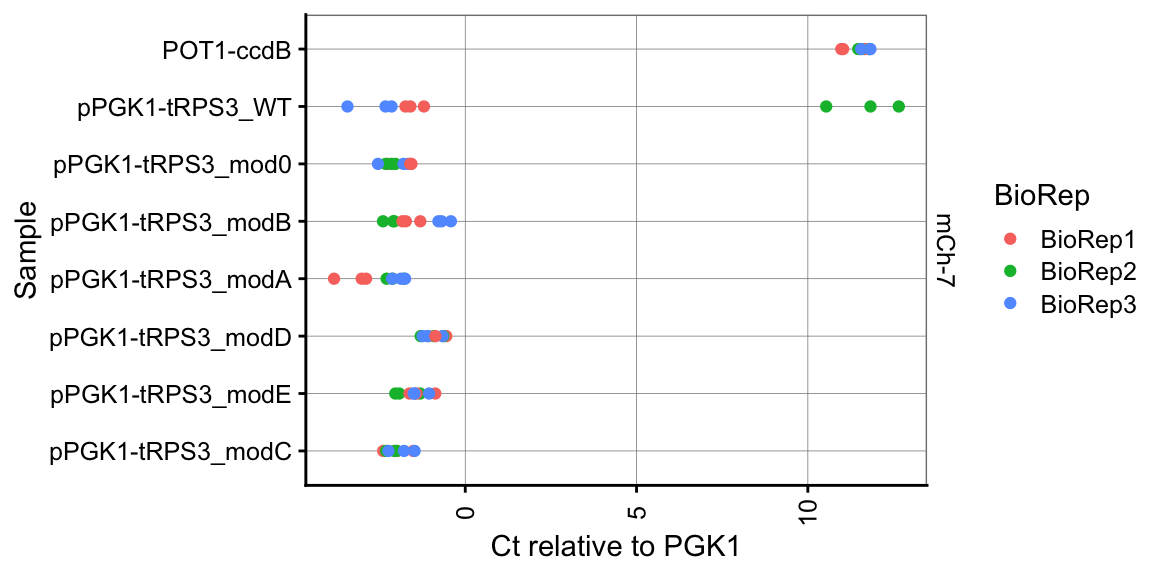 POT1-ccdB
pPGK1-tRPS3_WT
pPGK1-tRPS3_mod0
pPGK1-tRPS3_modB
pPGK1-tRPS3_modA
pPGK1-tRPS3_modD
pPGK1-tRPS3_modE
pPGK1-tRPS3_modC
Sample
0
5
10
Ct relative to PGK1
mCh-7
BioRep
BioRep1
BioRep2
BioRep3